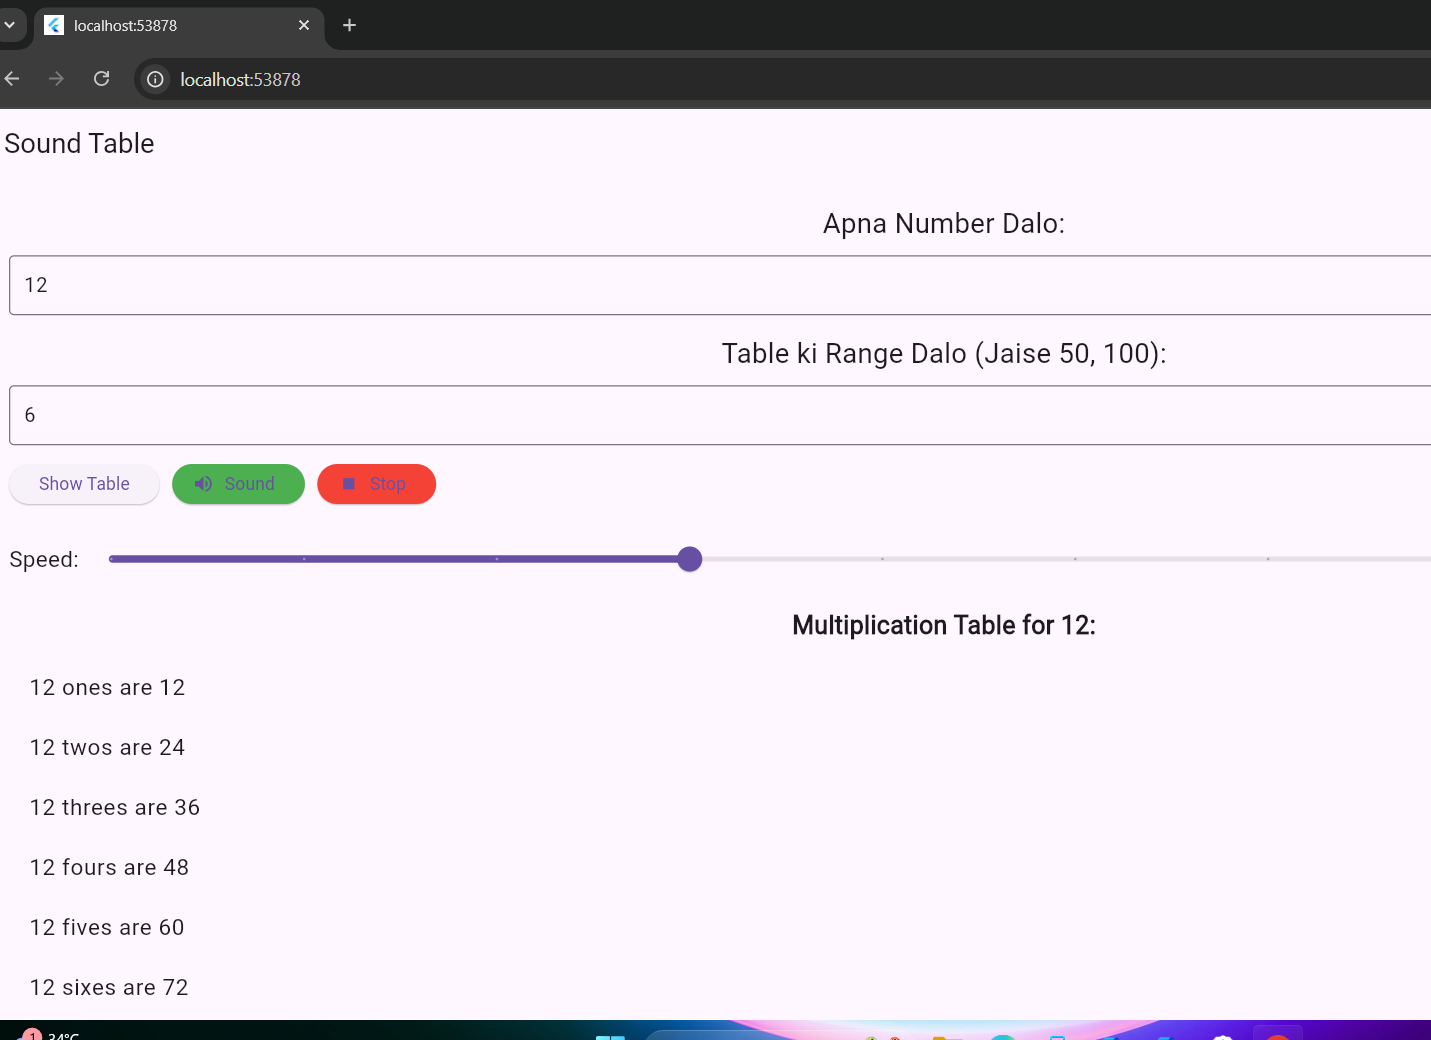 localhost:53878
localhost:53878
Sound Table
Apna Number Dalo:
12
Table ki Range Dalo (Jaise 50, 100):
6
Show Table Sound Stop
Speed:
Multiplication Table for 12:
12 ones are 12
12 twos are 24
12 threes are 36
12 fours are 48
12 fives are 60
12 sixes are 72
1 34°C